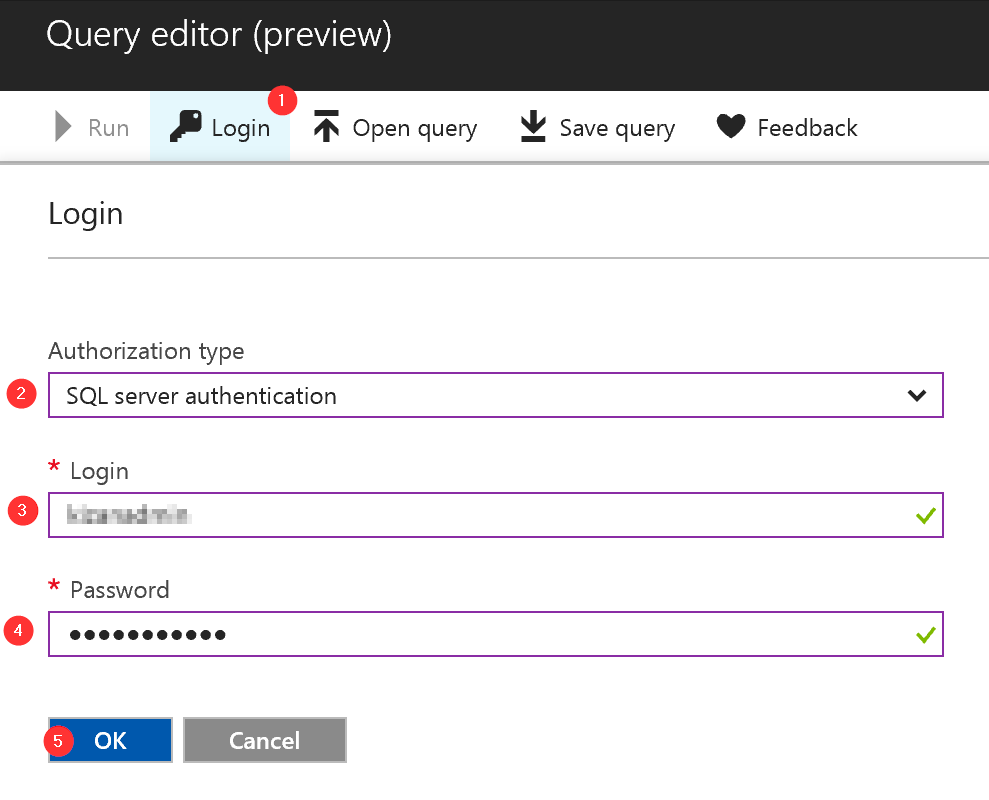 Query editor (preview)
1
Run Login Open query Save query Feedback
Login
Authorization type
2 SQL server authentication
* Login
3
* Password
4 •••••••••••
5 OK Cancel